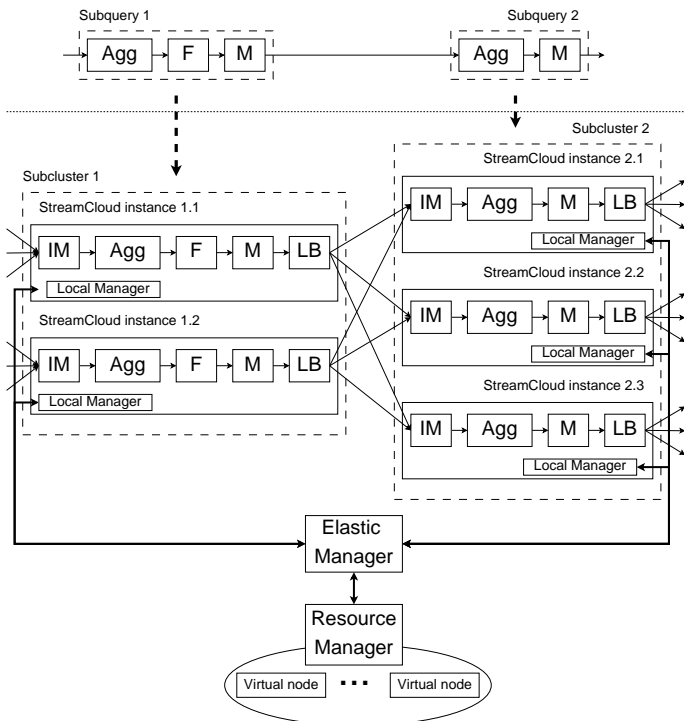 Subquery 1
Subquery 2
Agg F M
Agg M
Subcluster 2
Subcluster 1
StreamCloud instance 2.1
IM Agg M LB
Local Manager
StreamCloud instance 1.1
IM Agg F M LB
Local Manager
StreamCloud instance 2.2
IM Agg M LB
Local Manager
StreamCloud instance 1.2
IM Agg F M LB
Local Manager
StreamCloud instance 2.3
IM Agg M LB
Local Manager
Elastic
Manager
Resource
Manager
Virtual node ... Virtual node